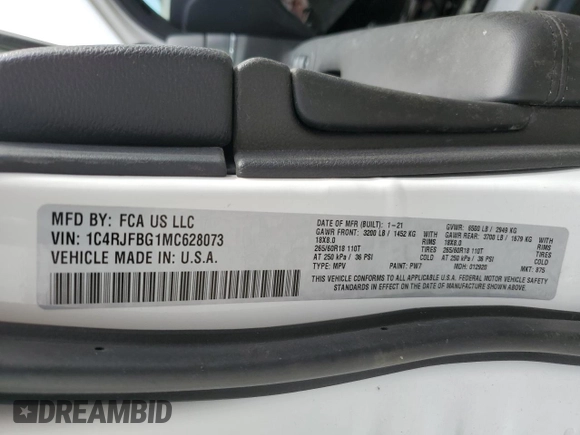 MFD BY: FCA US LLC
VIN: 1C4RJFBG1MC628073
VEHICLE MADE IN: U.S.A.
DATE OF MFR (BUILT): 1-21
GAWR FRONT: 3200 LB / 1452 KG
18X8.0 RIMS
265/60R18 110T TIRES
AT 250 kPa / 36 PSI COLD
TYPE: MPV PAINT: PW7
GVWR: 6500 LB / 2949 KG
GAWR REAR: 3700 LB / 1679 KG
18X8.0 RIMS
265/60R18 110T TIRES
AT 250 kPa / 36 PSI COLD
MDH: 012920 MKT: 875
THIS VEHICLE CONFORMS TO ALL APPLICABLE U.S.A. FEDERAL MOTOR VEHICLE SAFETY
STANDARDS IN EFFECT ON THE DATE OF MANUFACTURE SHOWN ABOVE.
DREAMBID